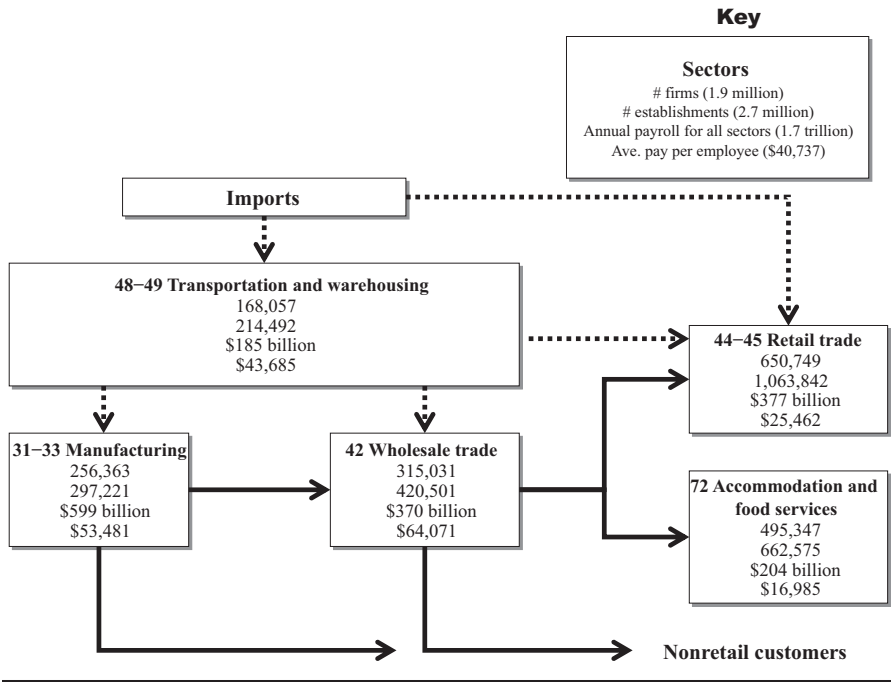 Key
Sectors
# firms (1.9 million)
# establishments (2.7 million)
Annual payroll for all sectors (1.7 trillion)
Ave. pay per employee ($40,737)
Imports
48−49 Transportation and warehousing
168,057
214,492
$185 billion
$43,685
44−45 Retail trade
650,749
1,063,842
$377 billion
$25,462
31−33 Manufacturing
256,363
297,221
$599 billion
$53,481
42 Wholesale trade
315,031
420,501
$370 billion
$64,071
72 Accommodation and
food services
495,347
662,575
$204 billion
$16,985
Nonretail customers